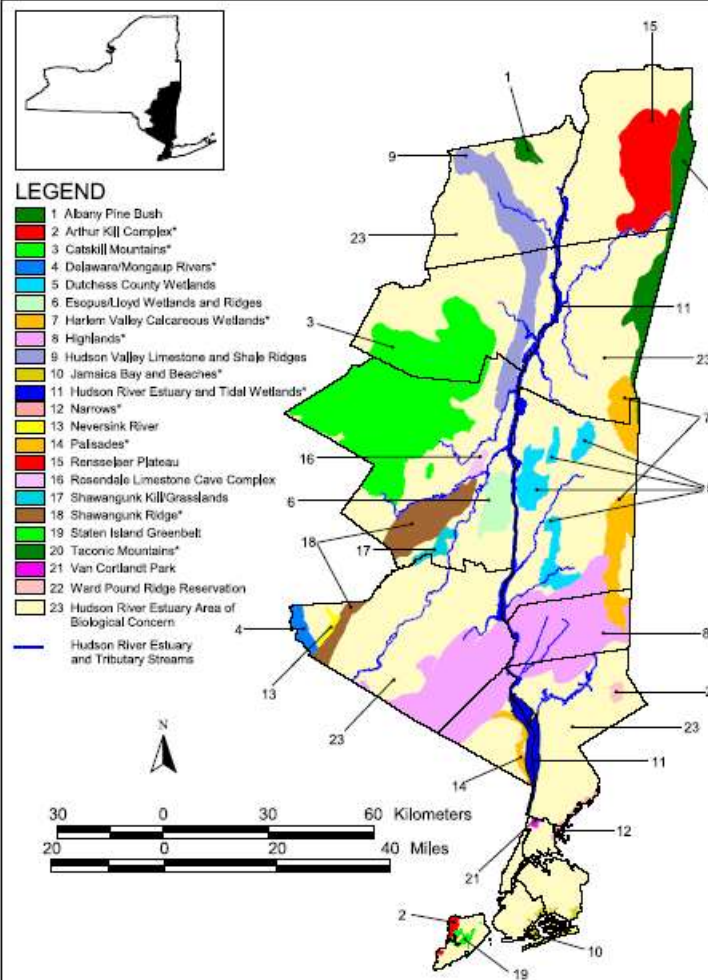 LEGEND
1 Albany Pine Bush
2 Arthur Kill Complex*
3 Catskill Mountains*
4 Delaware/Mongaup Rivers*
5 Dutchess County Wetlands
6 Esopus/Lloyd Wetlands and Ridges
7 Harlem Valley Calcareous Wetlands*
8 Highlands*
9 Hudson Valley Limestone and Shale Ridges
10 Jamaica Bay and Beaches*
11 Hudson River Estuary and Tidal Wetlands*
12 Narrows*
13 Neversink River
14 Palisades*
15 Rensselaer Plateau
16 Rosendale Limestone Cave Complex
17 Shawangunk Kill/Grasslands
18 Shawangunk Ridge*
19 Staten Island Greenbelt
20 Taconic Mountains*
21 Van Cortlandt Park
22 Ward Pound Ridge Reservation
23 Hudson River Estuary Area of
Biological Concern
Hudson River Estuary
and Tributary Streams
N
30 0 30 60 Kilometers
20 0 20 40 Miles
15
1
9
23
11
3
23
7
16
6
18
17
4
8
13
23
23
14
11
12
21
2
10
19